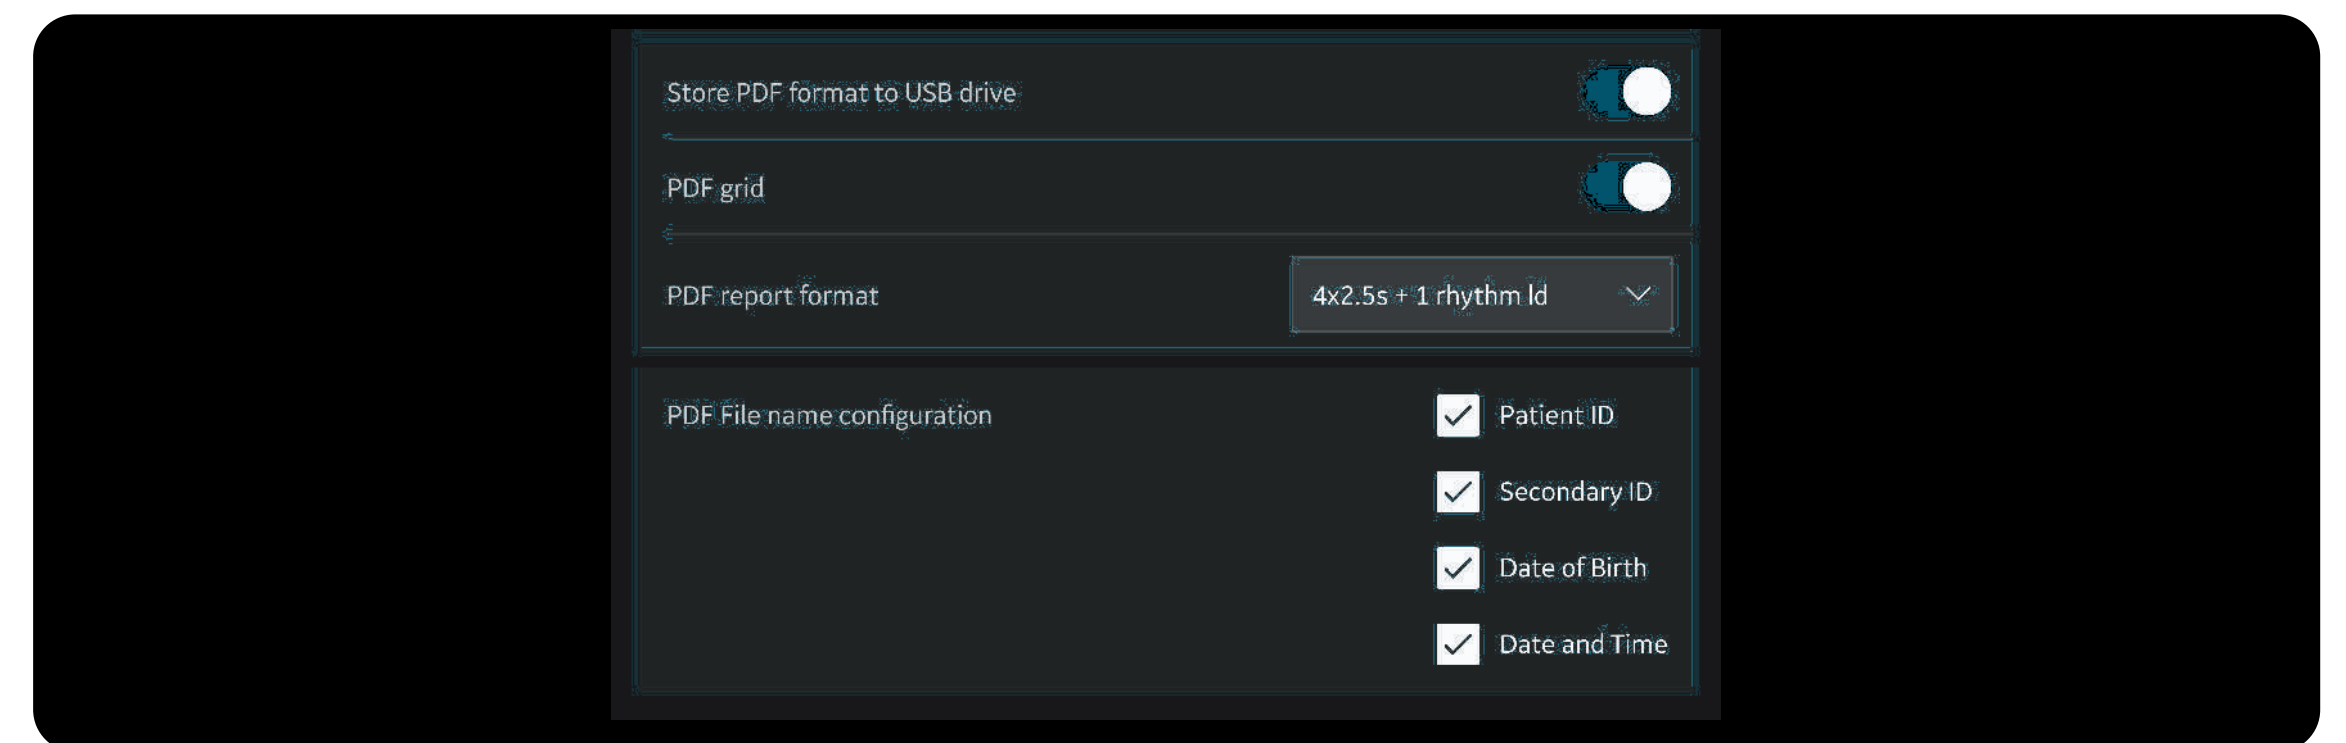 Store PDF format to USB drive
PDF grid
PDF report format 4x2.5s + 1 rhythm ld
PDF File name configuration Patient ID
Secondary ID
Date of Birth
Date and Time